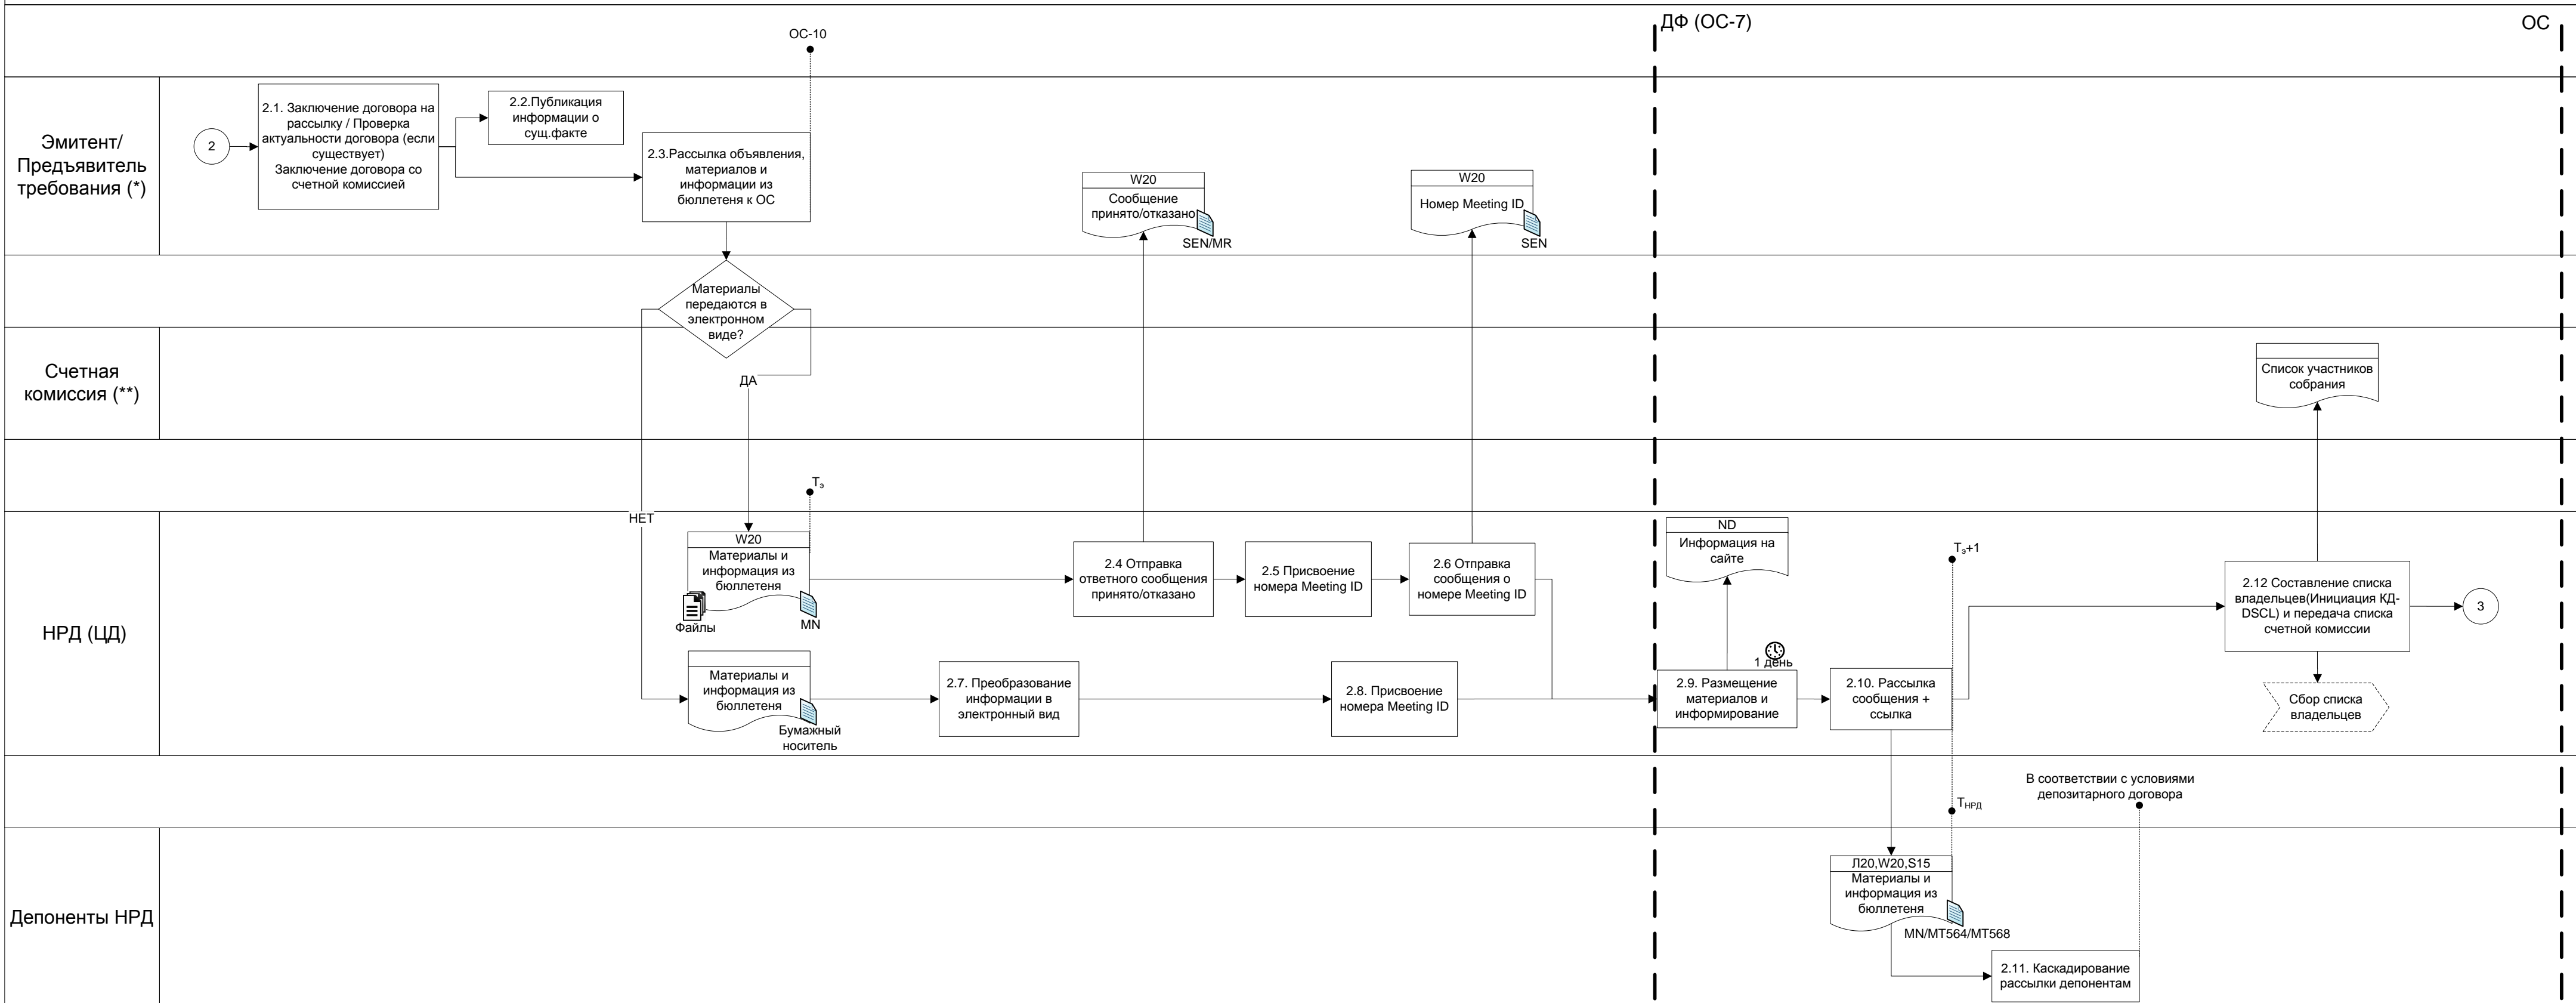 ДФ (ОС-7)
ОС
ОС-10
Эмитент/
Предъявитель
требования (*)
2
2.1. Заключение договора на
рассылку / Проверка
актуальности договора (если
существует)
Заключение договора со
счетной комиссией
2.2.Публикация
информации о
сущ.факте
2.3.Рассылка объявления,
материалов и
информации из
бюллетеня к ОС
W20
Сообщение
принято/отказано
SEN/MR
W20
Номер Meeting ID
SEN
Материалы
передаются в
электронном
виде?
Счетная
комиссия (**)
ДА
Список участников
собрания
Tэ
НЕТ
НРД (ЦД)
W20
Материалы и
информация из
бюллетеня
Файлы
MN
2.4 Отправка
ответного сообщения
принято/отказано
2.5 Присвоение
номера Meeting ID
2.6 Отправка
сообщения о
номере Meeting ID
ND
Информация на
сайте
Tэ+1
2.12 Составление списка
владельцев(Инициация КД-
DSCL) и передача списка
счетной комиссии
3
Материалы и
информация из
бюллетеня
Бумажный
носитель
2.7. Преобразование
информации в
электронный вид
2.8. Присвоение
номера Meeting ID
1 день
2.9. Размещение
материалов и
информирование
2.10. Рассылка
сообщения +
ссылка
Сбор списка
владельцев
В соответствии с условиями
депозитарного договора
TНРД
Депоненты НРД
Л20,W20,S15
Материалы и
информация из
бюллетеня
MN/MT564/MT568
2.11. Каскадирование
рассылки депонентам